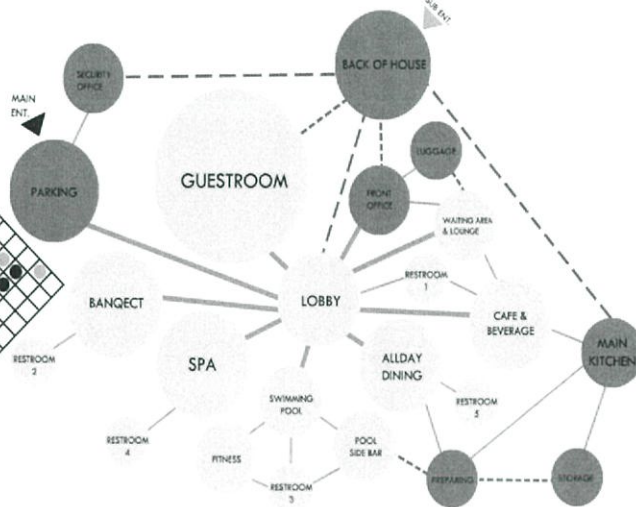 SUB ENT.
BACK OF HOUSE
SECURITY
OFFICE
MAIN
ENT.
LUGGAGE
GUESTROOM
PARKING
FRONT
OFFICE
WAITING AREA
& LOUNGE
RESTROOM
1
BANQECT
LOBBY
CAFE &
BEVERAGE
MAIN
KITCHEN
RESTROOM
2
SPA
ALLDAY
DINING
SWIMMING
POOL
RESTROOM
5
RESTROOM
4
FITNESS
POOL
SIDE BAR
RESTROOM
3
PREPARING
STORAGE